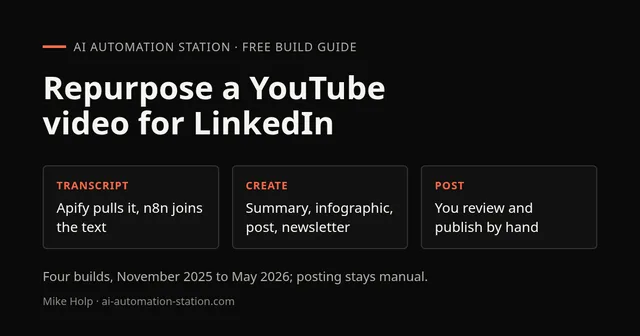 AI AUTOMATION STATION · FREE BUILD GUIDE
Repurpose a YouTube
video for LinkedIn
TRANSCRIPT
Apify pulls it, n8n joins
the text
CREATE
Summary, infographic,
post, newsletter
POST
You review and
publish by hand
Four builds, November 2025 to May 2026; posting stays manual.
Mike Holp · ai-automation-station.com